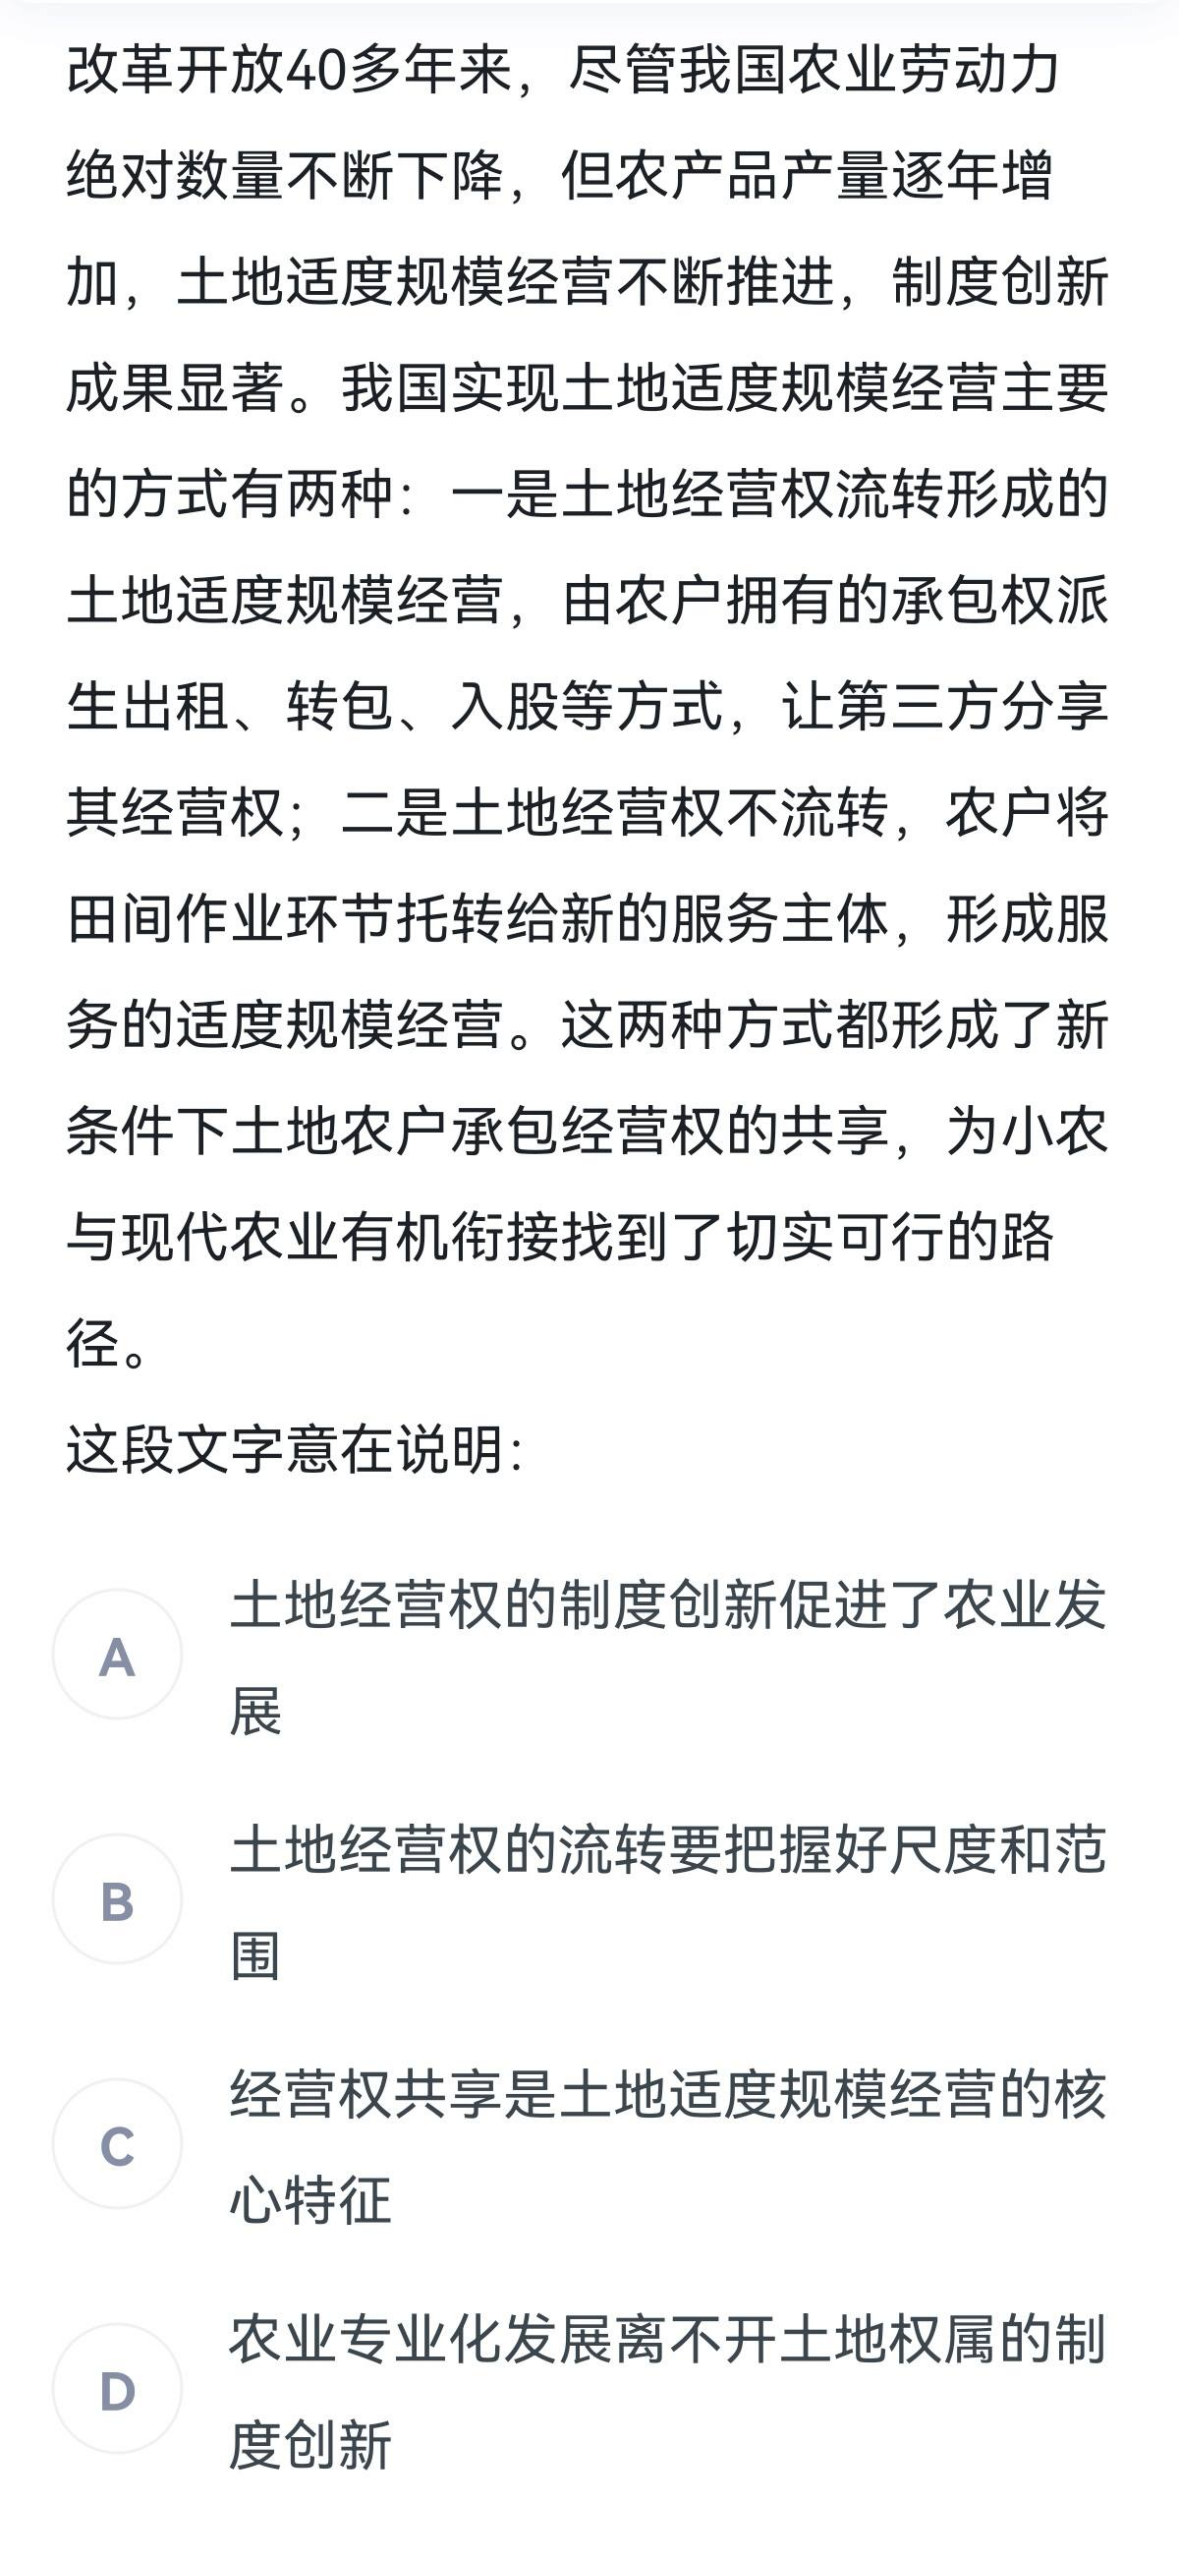 改革开放40多年来，尽管我国农业劳动力
绝对数量不断下降，但农产品产量逐年增
加，土地适度规模经营不断推进，制度创新
成果显著。我国实现土地适度规模经营主要
的方式有两种：一是土地经营权流转形成的
土地适度规模经营，由农户拥有的承包权派
生出租、转包、入股等方式，让第三方分享
其经营权；二是土地经营权不流转，农户将
田间作业环节托转给新的服务主体，形成服
务的适度规模经营。这两种方式都形成了新
条件下土地农户承包经营权的共享，为小农
与现代农业有机衔接找到了切实可行的路
径。
这段文字意在说明：
A 土地经营权的制度创新促进了农业发
展
B 土地经营权的流转要把握好尺度和范
围
C 经营权共享是土地适度规模经营的核
心特征
D 农业专业化发展离不开土地权属的制
度创新